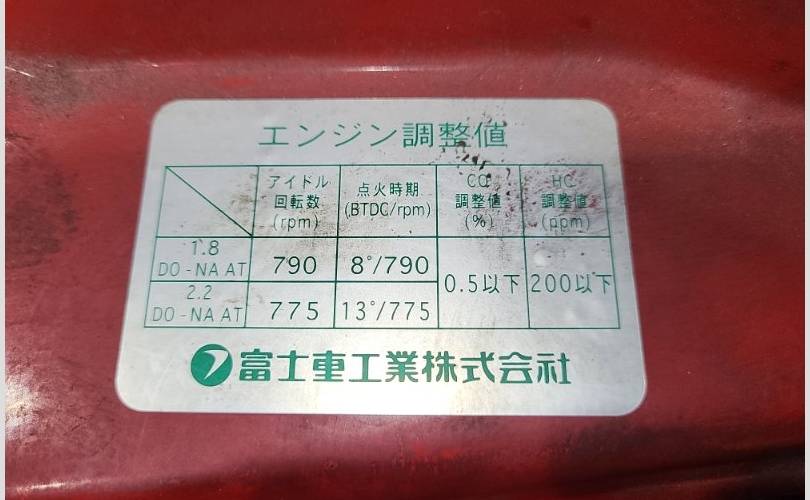 エンジン調整値
アイドル 回転数 (rpm)
点火時期 (BTDC/rpm)
CO 調整値 (%)
HC 調整値 (ppm)
1.8 DO-NA AT 790 8°/790
2.2 DO-NA AT 775 13°/775
0.5以下 200以下
富士重工業株式会社